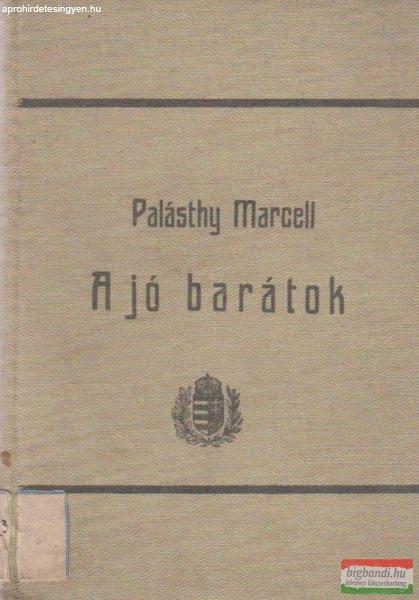 aprohirdetesingyen.hu
Palásthy Marcell
A jó barátok
bigbandi.hu
könyves kincsesbarlang